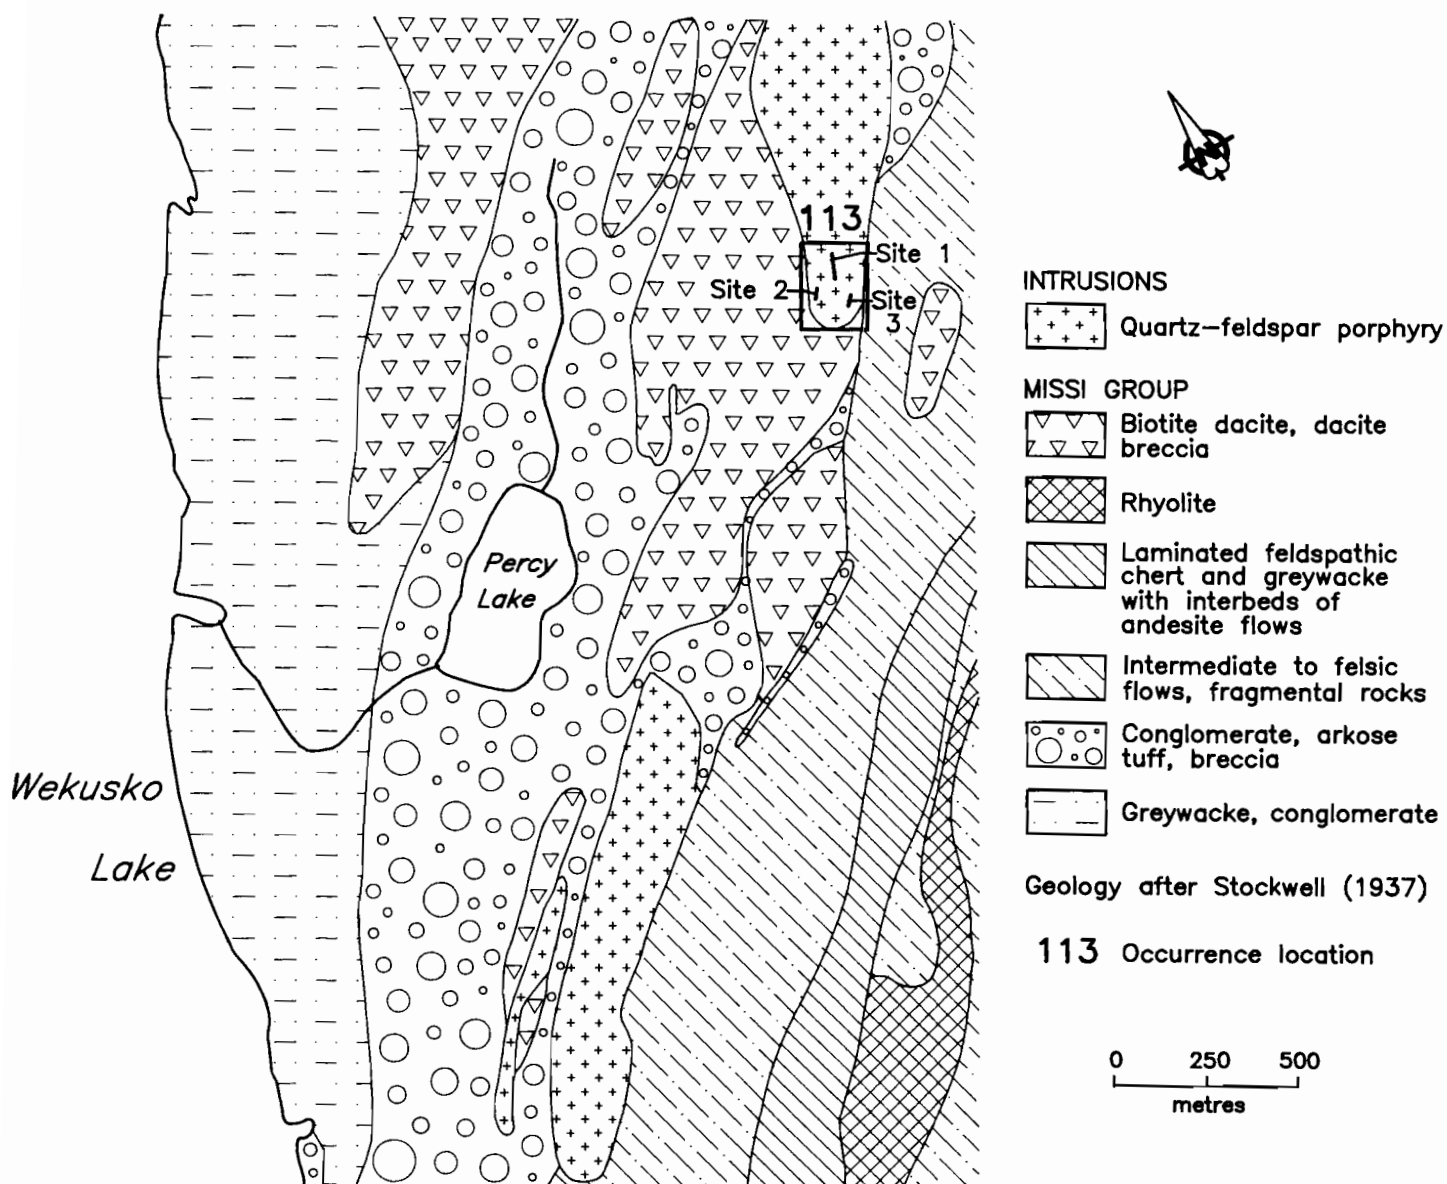 113
Site 1
Site 2
Site
3
Percy
Lake
Wekusko
Lake
N
INTRUSIONS
Quartz–feldspar porphyry
MISSI GROUP
Biotite dacite, dacite
breccia
Rhyolite
Laminated feldspathic
chert and greywacke
with interbeds of
andesite flows
Intermediate to felsic
flows, fragmental rocks
Conglomerate, arkose
tuff, breccia
Greywacke, conglomerate
Geology after Stockwell (1937)
113 Occurrence location
0 250 500
metres